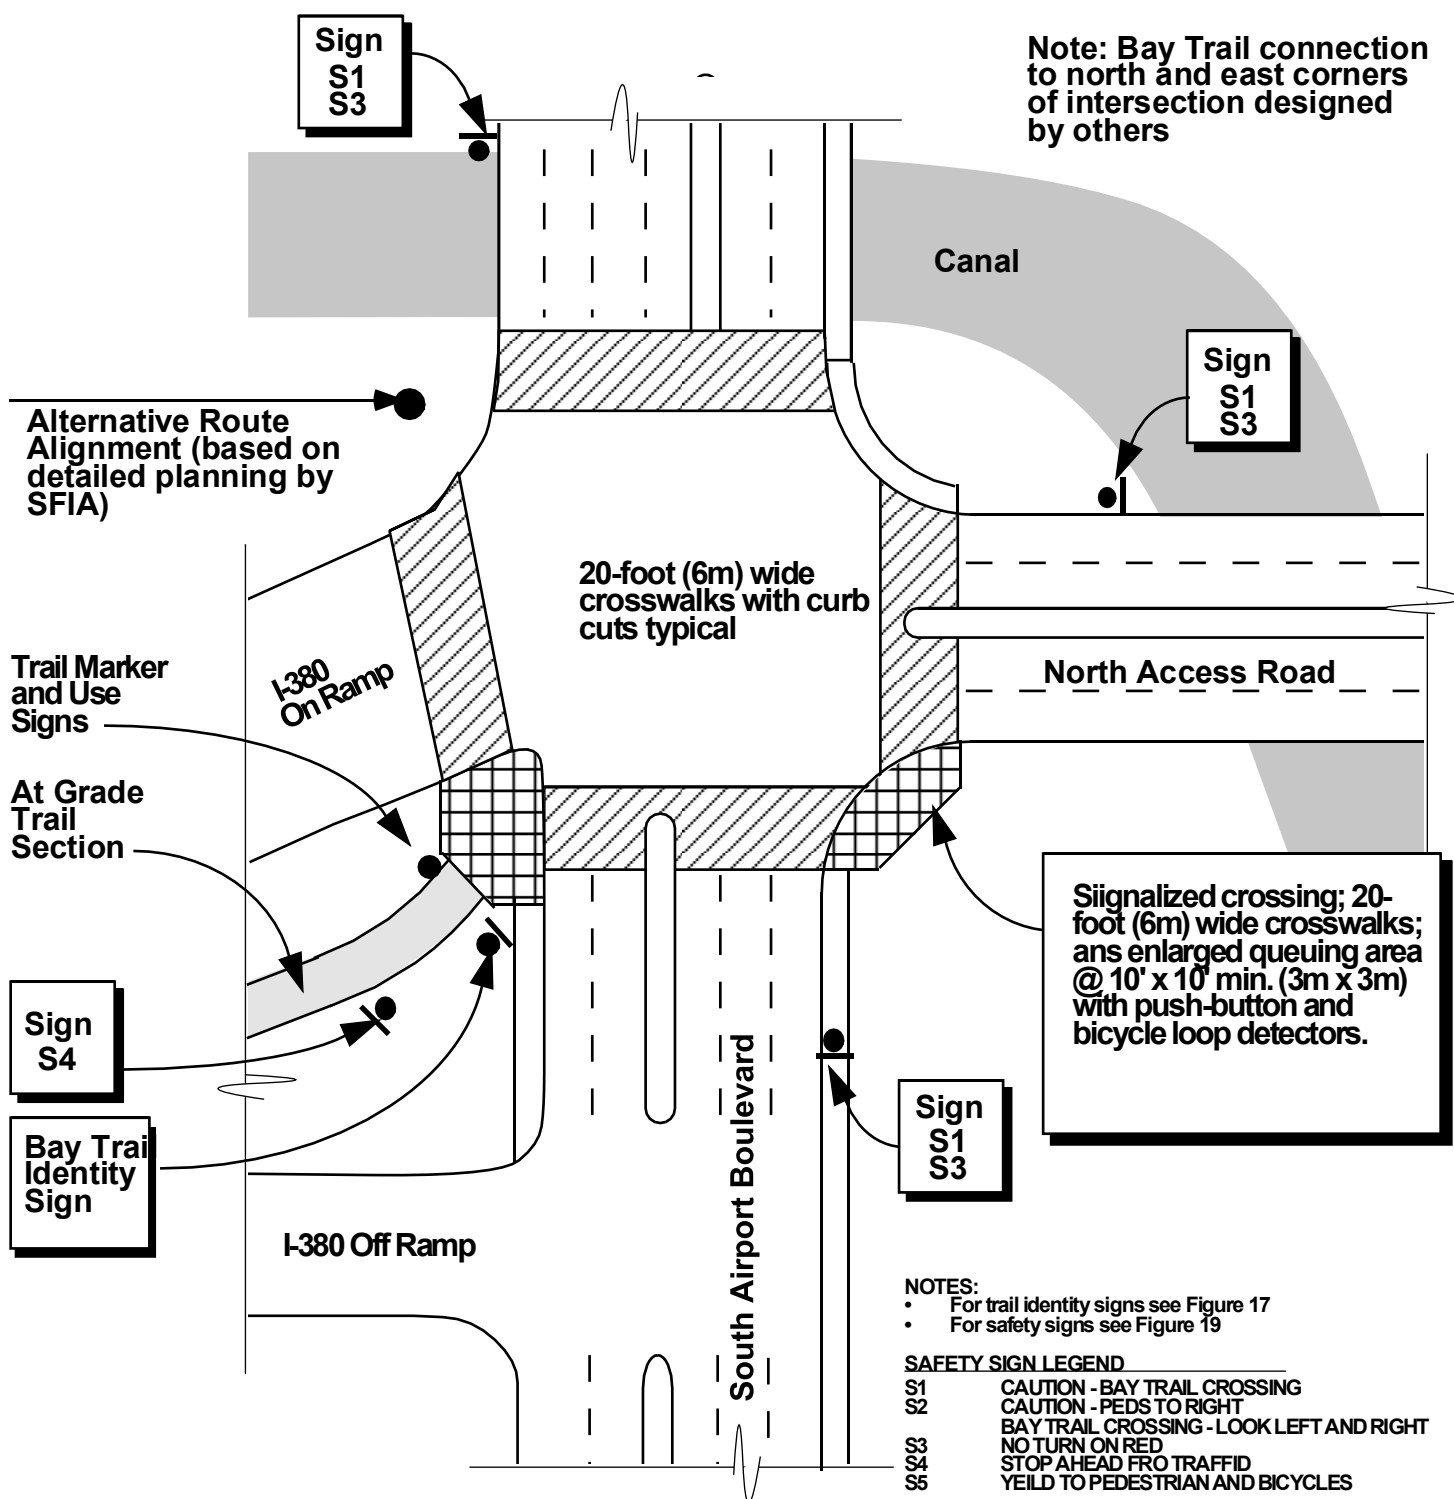 Sign
S1
S3
Note: Bay Trail connection
to north and east corners
of intersection designed
by others
Canal
Sign
S1
S3
Alternative Route
Alignment (based on
detailed planning by
SFIA)
20-foot (6m) wide
crosswalks with curb
cuts typical
I-380
On Ramp
North Access Road
Trail Marker
and Use
Signs
At Grade
Trail
Section
Siignalized crossing; 20-
foot (6m) wide crosswalks;
ans enlarged queuing area
@ 10' x 10' min. (3m x 3m)
with push-button and
bicycle loop detectors.
Sign
S4
Sign
S1
S3
Bay Trail
Identity
Sign
South Airport Boulevard
I-380 Off Ramp
NOTES:
• For trail identity signs see Figure 17
• For safety signs see Figure 19
SAFETY SIGN LEGEND
S1 CAUTION - BAY TRAIL CROSSING
S2 CAUTION - PEDS TO RIGHT
BAY TRAIL CROSSING - LOOK LEFT AND RIGHT
S3 NO TURN ON RED
S4 STOP AHEAD FRO TRAFFID
S5 YEILD TO PEDESTRIAN AND BICYCLES